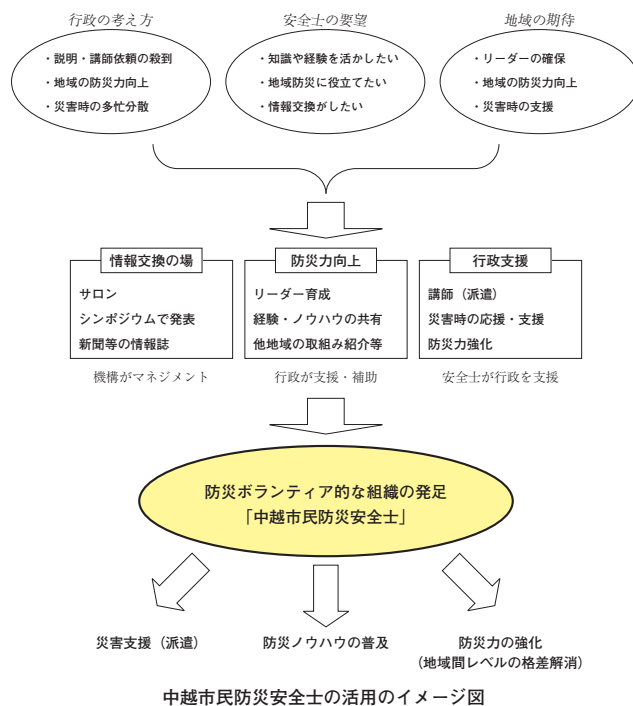 行政の考え方
・説明・講師依頼の殺到
・地域の防災力向上
・災害時の多忙分散
安全士の要望
・知識や経験を活かしたい
・地域防災に役立てたい
・情報交換がしたい
地域の期待
・リーダーの確保
・地域の防災力向上
・災害時の支援
情報交換の場
サロン
シンポジウムで発表
新聞等の情報誌
機構がマネジメント
防災力向上
リーダー育成
経験・ノウハウの共有
他地域の取組み紹介等
行政が支援・補助
行政支援
講師（派遣）
災害時の応援・支援
防災力強化
安全士が行政を支援
防災ボランティア的な組織の発足
「中越市民防災安全士」
災害支援（派遣）
防災ノウハウの普及
防災力の強化
（地域間レベルの格差解消）
中越市民防災安全士の活用のイメージ図